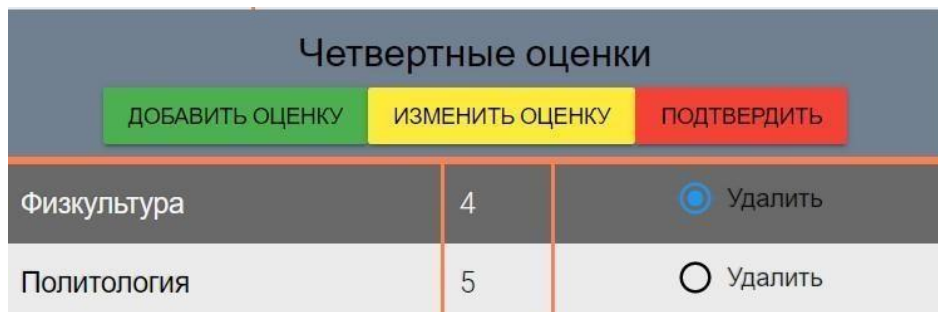 Четвертные оценки
ДОБАВИТЬ ОЦЕНКУ ИЗМЕНИТЬ ОЦЕНКУ ПОДТВЕРДИТЬ
Физкультура 4 Удалить
Политология 5 Удалить